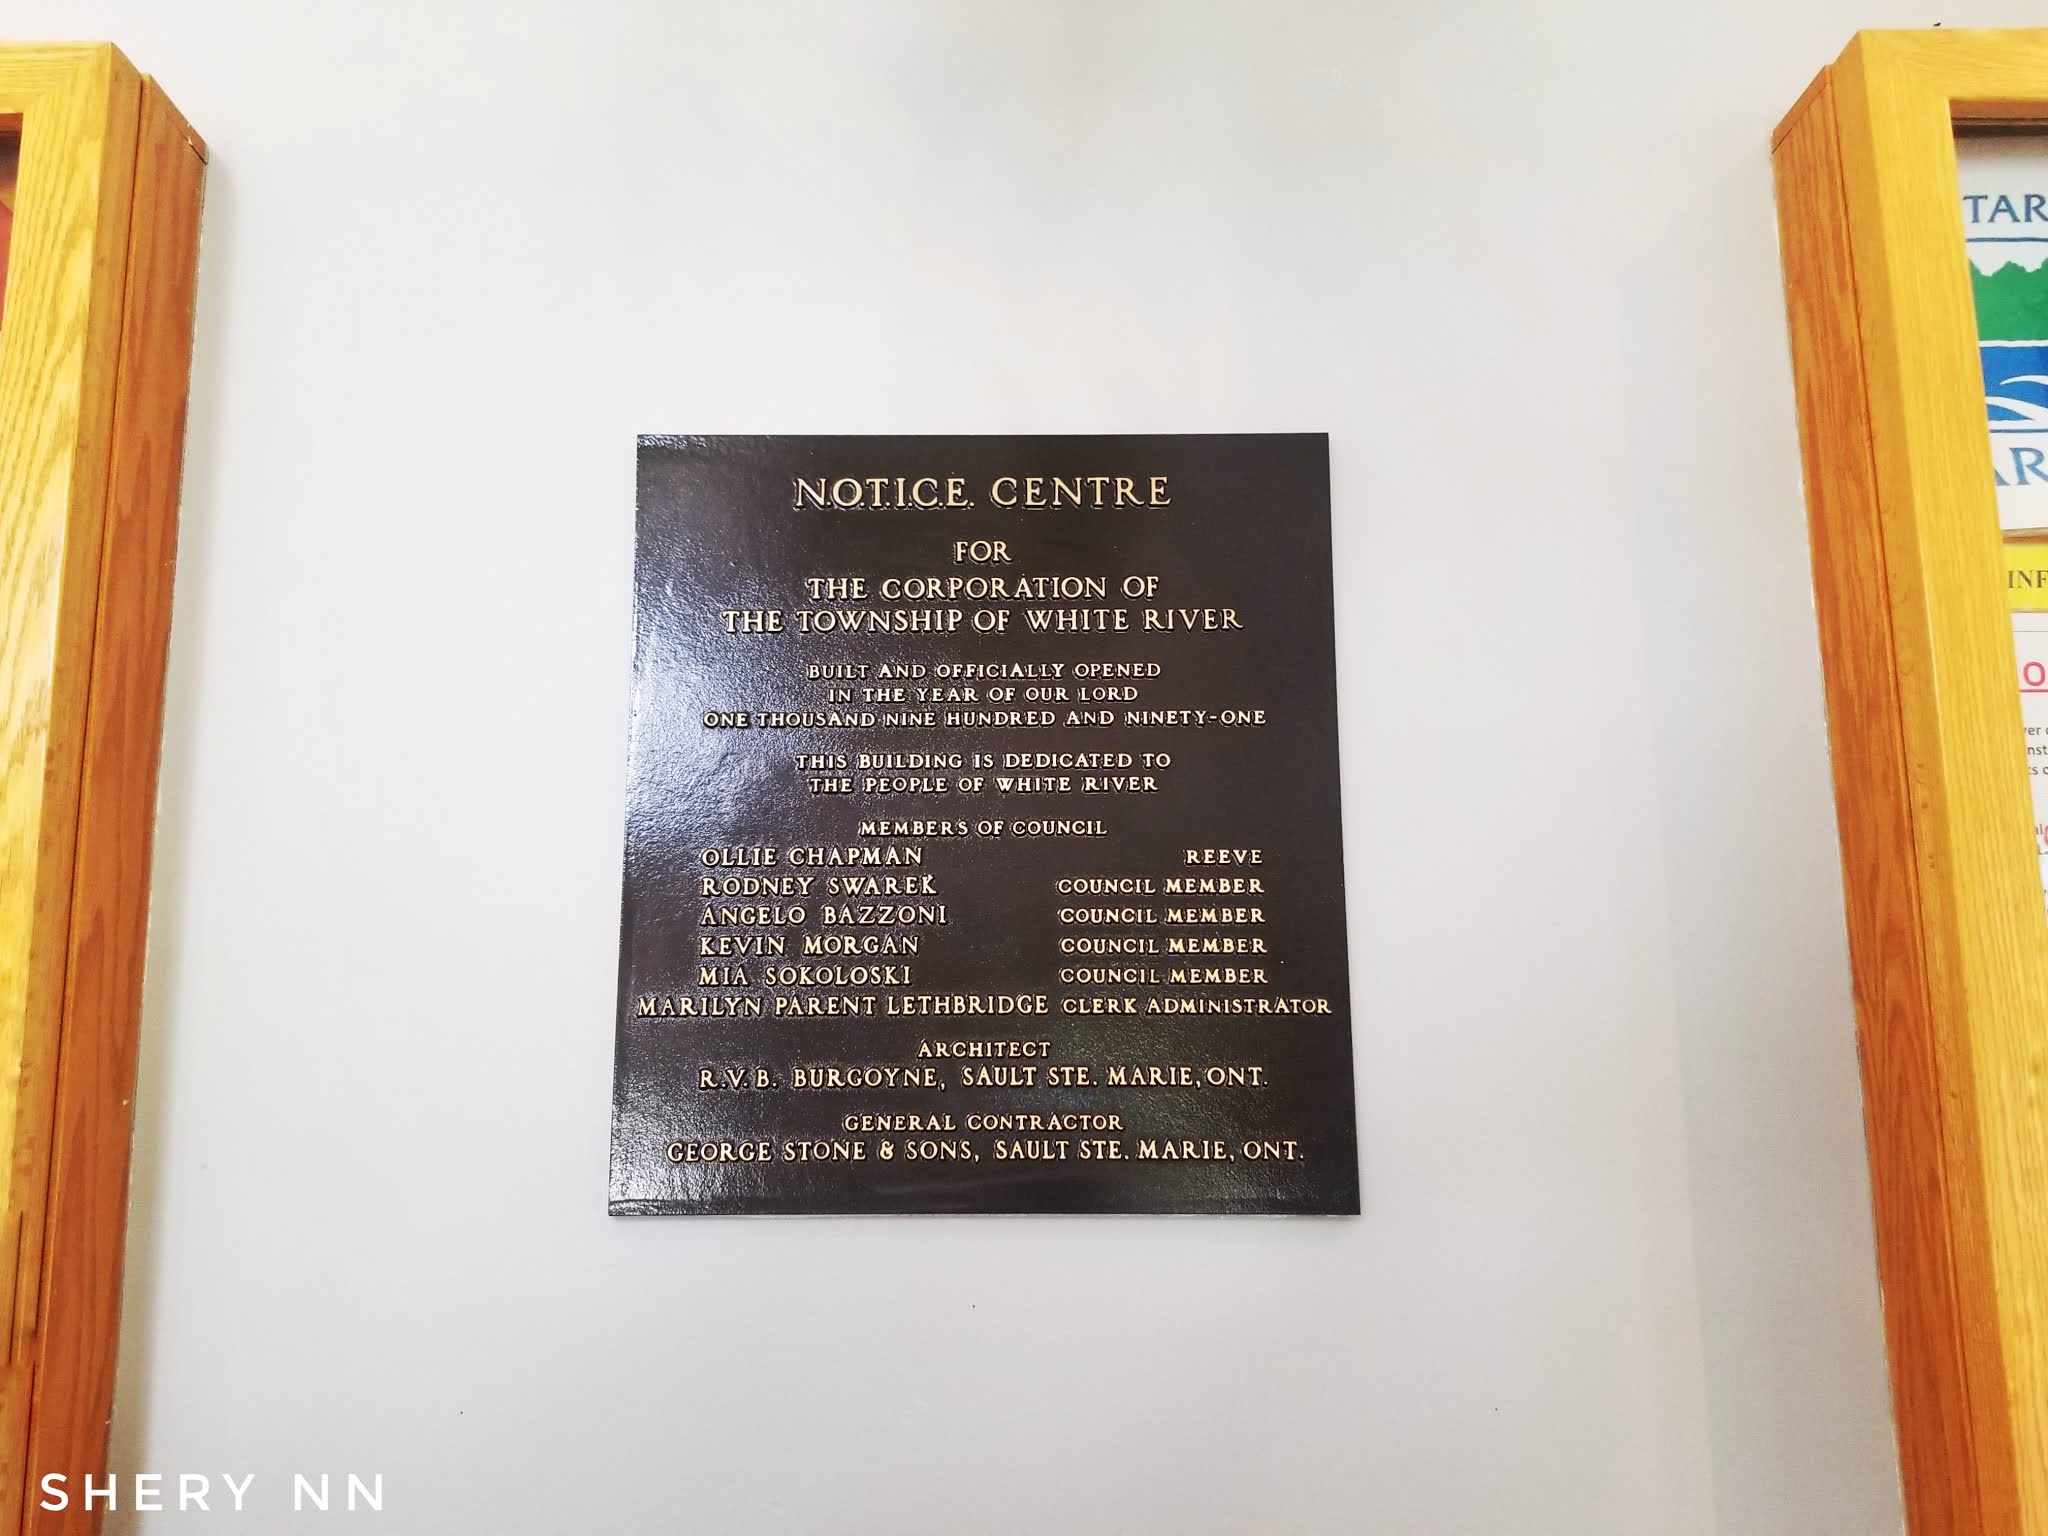 N.O.T.I.C.E. CENTRE
FOR
THE CORPORATION OF
THE TOWNSHIP OF WHITE RIVER
BUILT AND OFFICIALLY OPENED
IN THE YEAR OF OUR LORD
ONE THOUSAND NINE HUNDRED AND NINETY-ONE
THIS BUILDING IS DEDICATED TO
THE PEOPLE OF WHITE RIVER
MEMBERS OF COUNCIL
OLLIE CHAPMAN REEVE
RODNEY SWAREK COUNCIL MEMBER
ANGELO BAZZONI COUNCIL MEMBER
KEVIN MORGAN COUNCIL MEMBER
MIA SOKOLOSKI COUNCIL MEMBER
MARILYN PARENT LETHBRIDGE CLERK ADMINISTRATOR
ARCHITECT
R.V.B. BURGOYNE, SAULT STE. MARIE, ONT.
GENERAL CONTRACTOR
GEORGE STONE & SONS, SAULT STE. MARIE, ONT.
TAR
AR
INF
SHERY NN